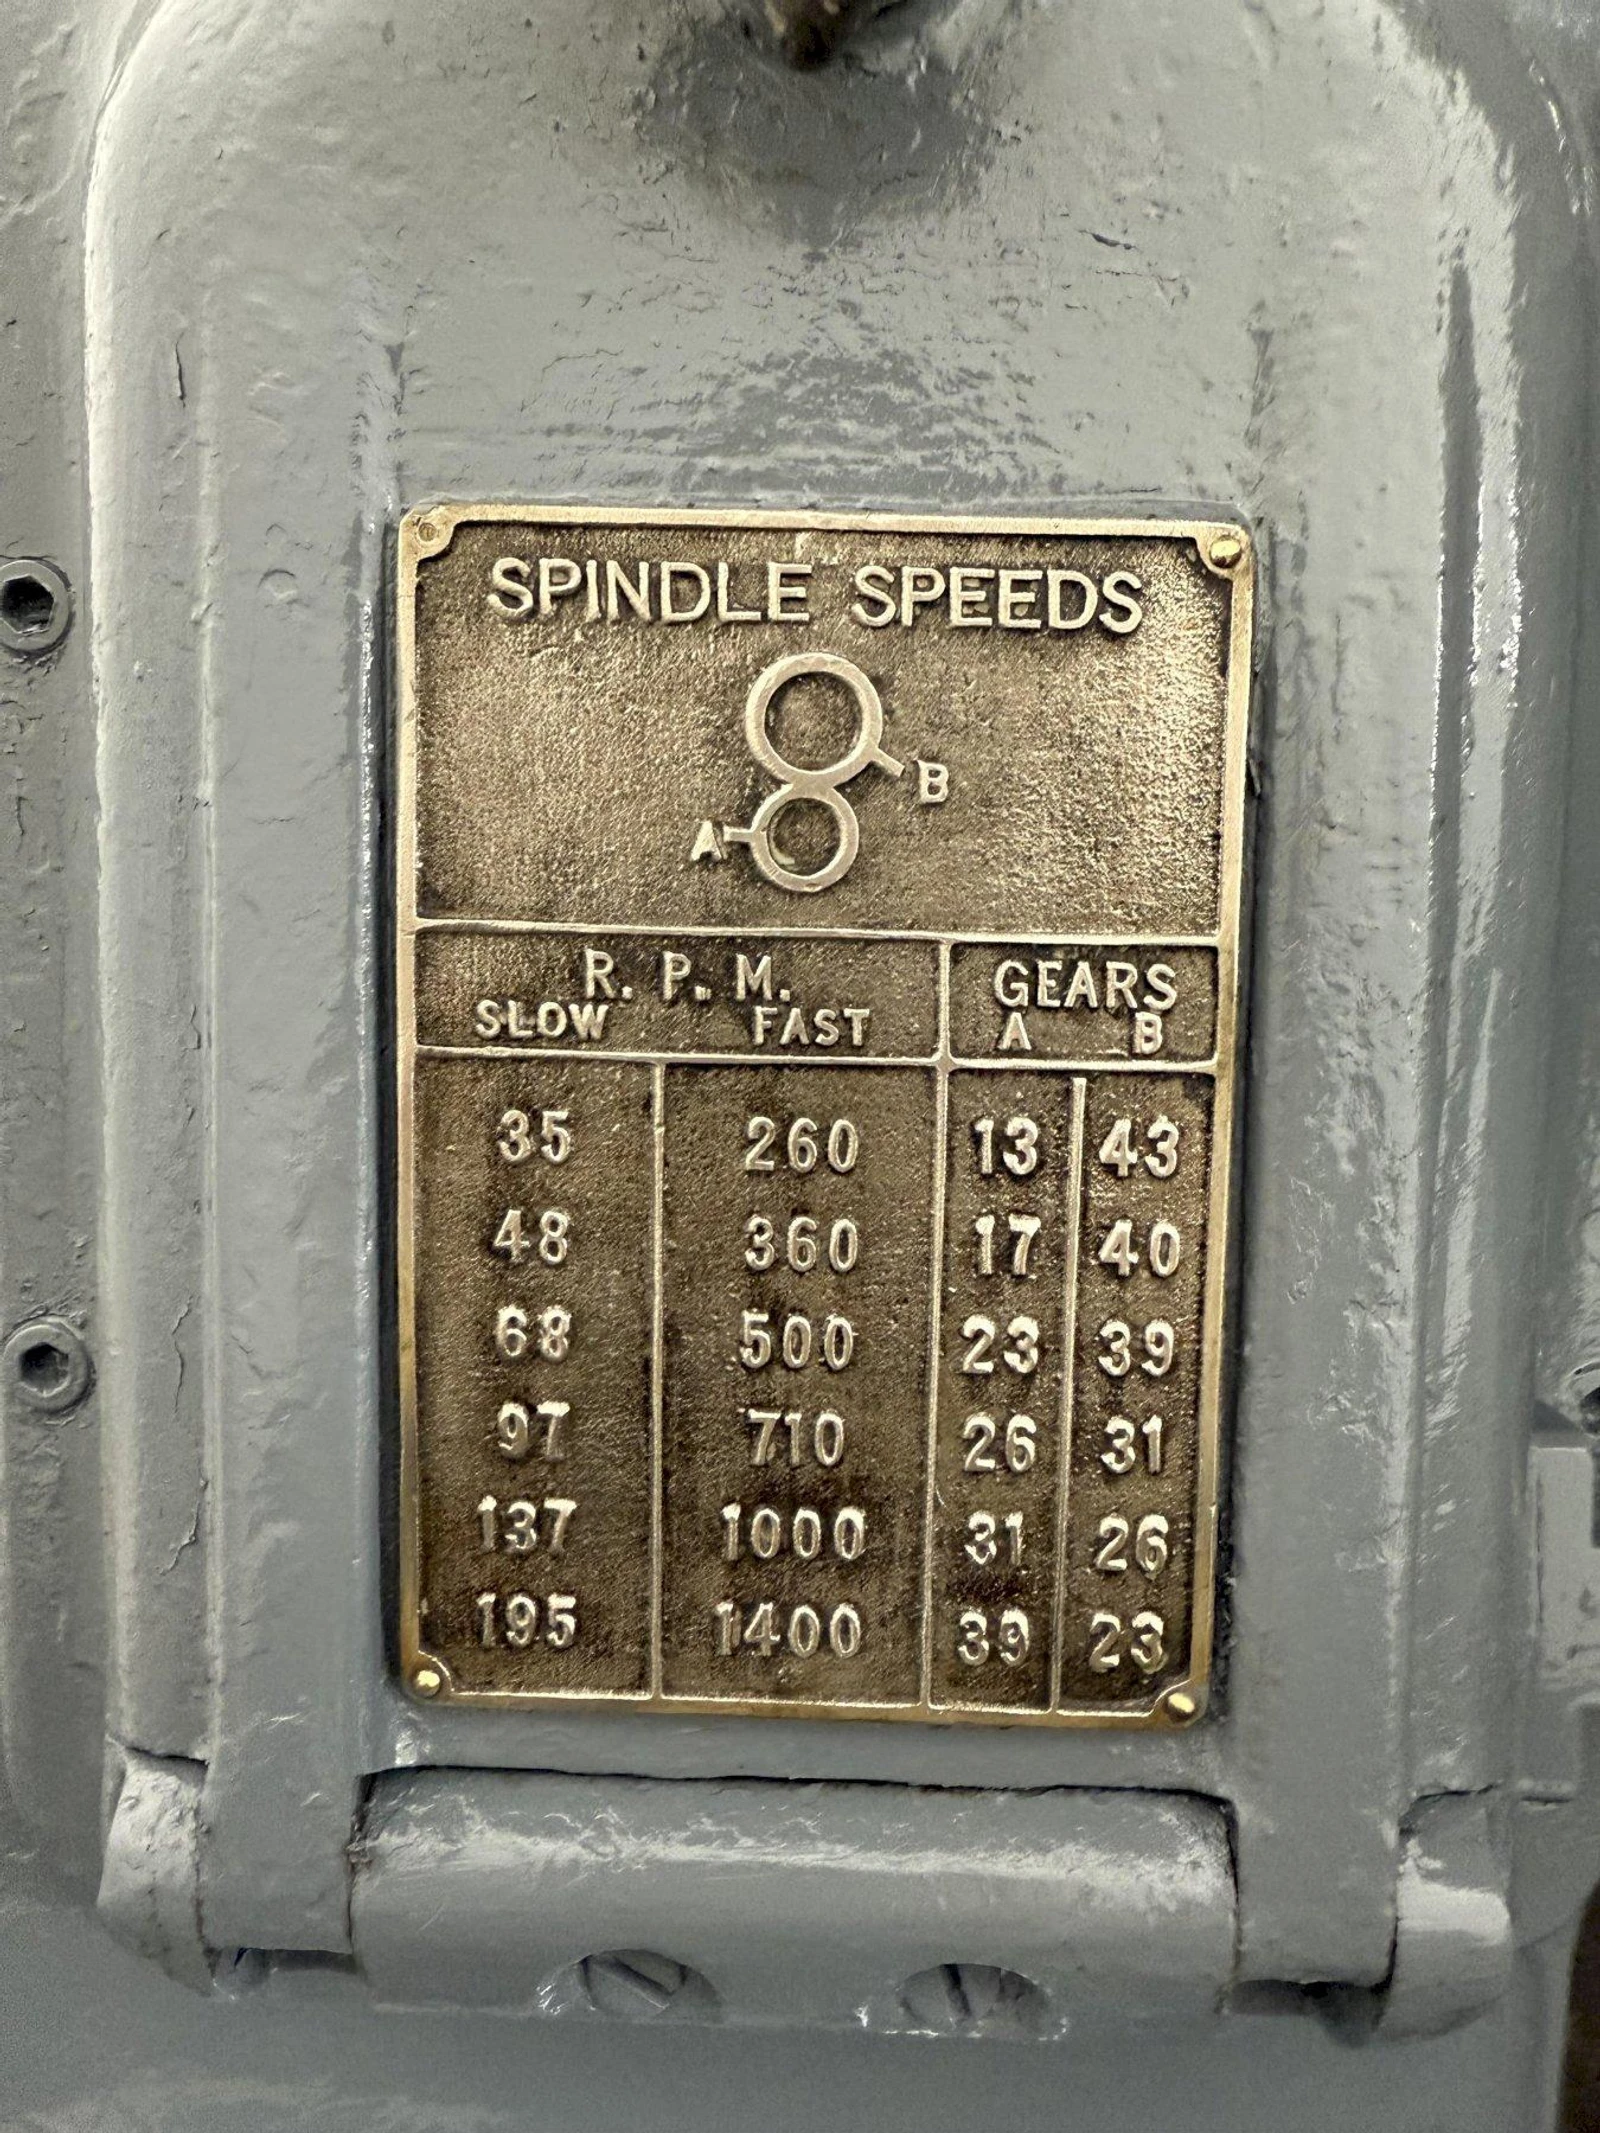 SPINDLE SPEEDS
B
A
R. P. M. GEARS
SLOW FAST A B
35 260 13 43
48 360 17 40
68 500 23 39
97 710 26 31
137 1000 31 26
195 1400 39 23